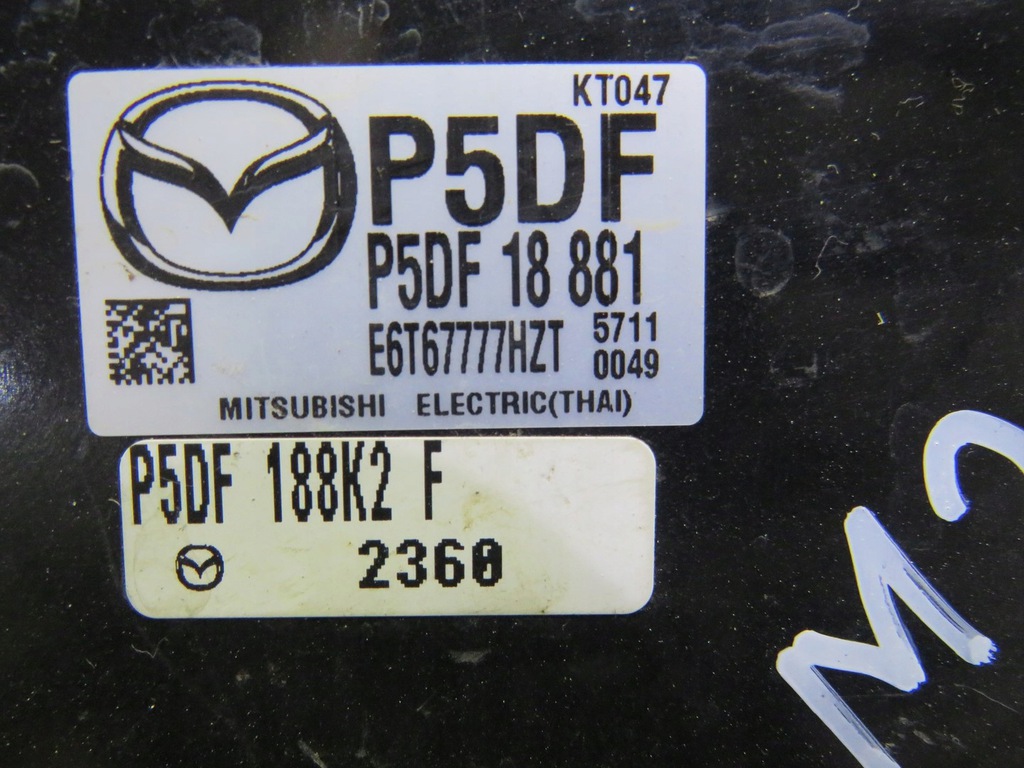 KT047
P5DF
P5DF 18 881
E6T67777HZT 5711
0049
MITSUBISHI ELECTRIC(THAI)
P5DF 188K2 F
2360